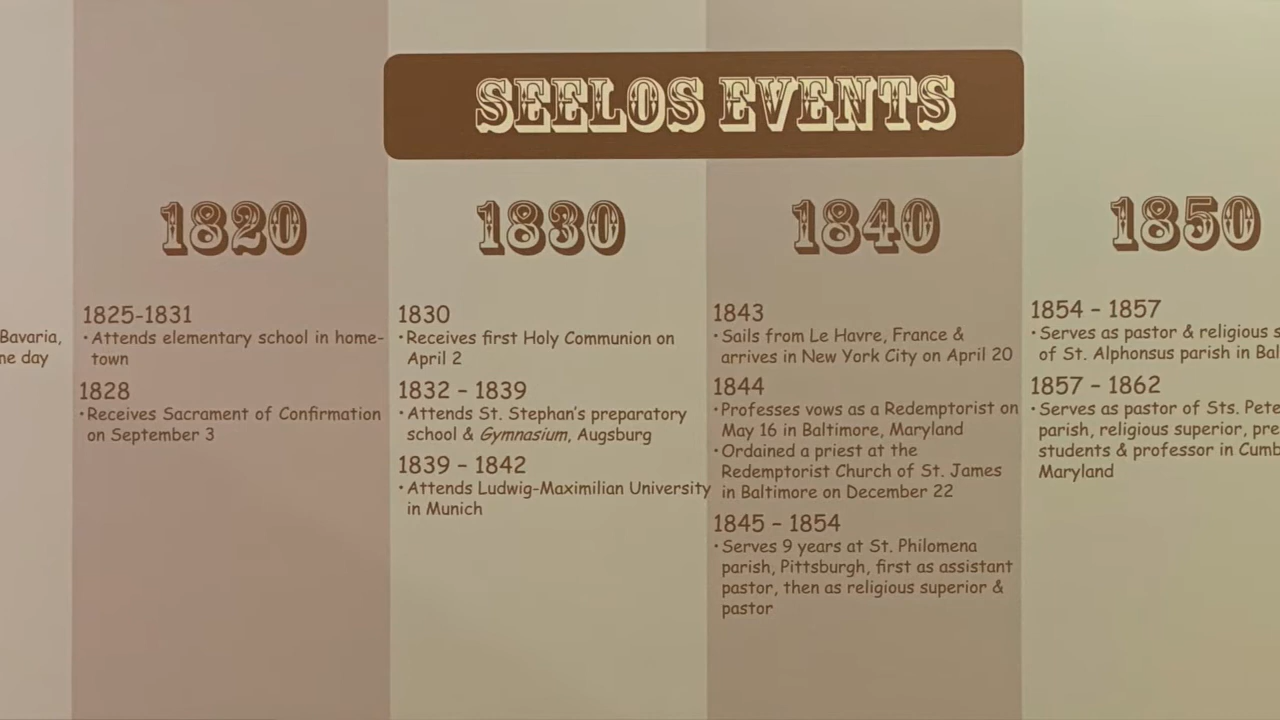 SEELOS EVENTS
Bavaria,
day
1820
1825-1831
• Attends elementary school in home-
town
1828
• Receives Sacrament of Confirmation
on September 3
1830
1830
• Receives first Holy Communion on
April 2
1832 – 1839
• Attends St. Stephan's preparatory
school & Gymnasium, Augsburg
1839 – 1842
• Attends Ludwig-Maximilian University
in Munich
1840
1843
• Sails from Le Havre, France &
arrives in New York City on April 20
1844
• Professes vows as a Redemptorist on
May 16 in Baltimore, Maryland
• Ordained a priest at the
Redemptorist Church of St. James
in Baltimore on December 22
1845 – 1854
• Serves 9 years at St. Philomena
parish, Pittsburgh, first as assistant
pastor, then as religious superior &
pastor
1850
1854 – 1857
• Serves as pastor & religious
of St. Alphonsus parish in
1857 – 1862
• Serves as pastor of Sts.
parish, religious superior,
students & professor in
Maryland